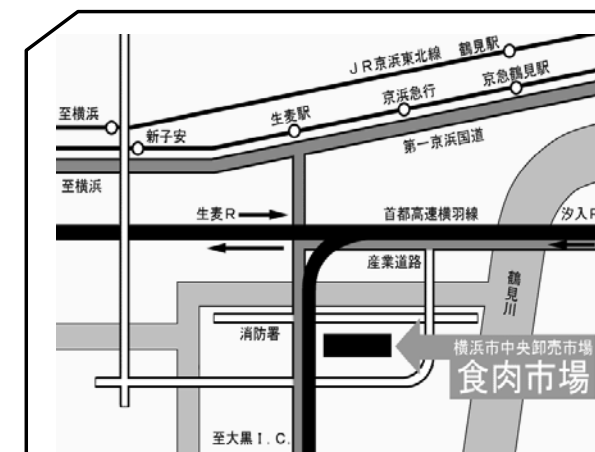 JR京浜東北線 鶴見駅
京急鶴見駅
京浜急行
至横浜
生麦駅
新子安
第一京浜国道
至横浜
生麦R
首都高速横羽線
汐入R
産業道路
鶴見川
消防署
横浜市中央卸売市場
食肉市場
至大黒I.C.